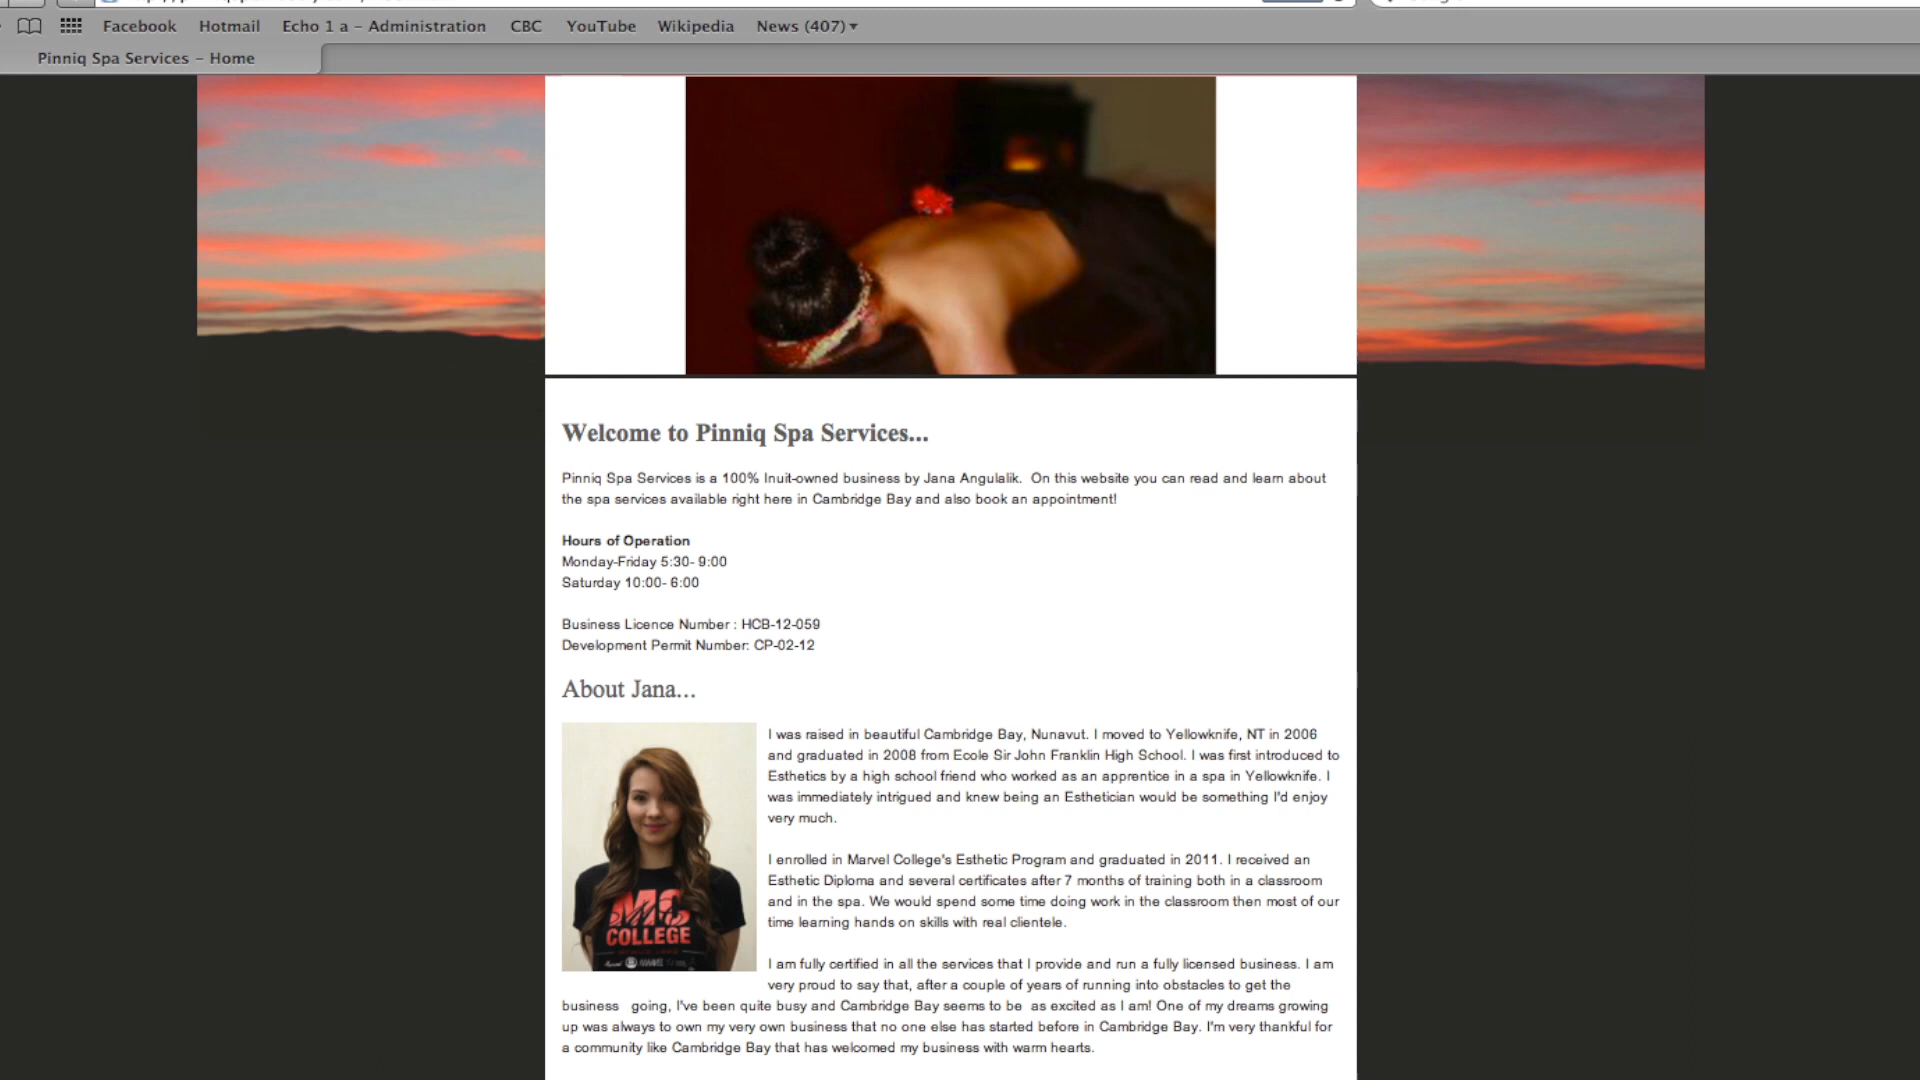 Facebook Hotmail Echo 1 a – Administration CBC YouTube Wikipedia News (407)
Pinniq Spa Services – Home
Welcome to Pinniq Spa Services...
Pinniq Spa Services is a 100% Inuit-owned business by Jana Angulalik. On this website you can read and learn about
the spa services available right here in Cambridge Bay and also book an appointment!
Hours of Operation
Monday-Friday 5:30- 9:00
Saturday 10:00- 6:00
Business Licence Number : HCB-12-059
Development Permit Number: CP-02-12
About Jana...
I was raised in beautiful Cambridge Bay, Nunavut. I moved to Yellowknife, NT in 2006
and graduated in 2008 from Ecole Sir John Franklin High School. I was first introduced to
Esthetics by a high school friend who worked as an apprentice in a spa in Yellowknife. I
was immediately intrigued and knew being an Esthetician would be something I'd enjoy
very much.
I enrolled in Marvel College's Esthetic Program and graduated in 2011. I received an
Esthetic Diploma and several certificates after 7 months of training both in a classroom
and in the spa. We would spend some time doing work in the classroom then most of our
time learning hands on skills with real clientele.
MC
COLLEGE
I am fully certified in all the services that I provide and run a fully licensed business. I am
very proud to say that, after a couple of years of running into obstacles to get the
business going, I've been quite busy and Cambridge Bay seems to be as excited as I am! One of my dreams growing
up was always to own my very own business that no one else has started before in Cambridge Bay. I'm very thankful for
a community like Cambridge Bay that has welcomed my business with warm hearts.